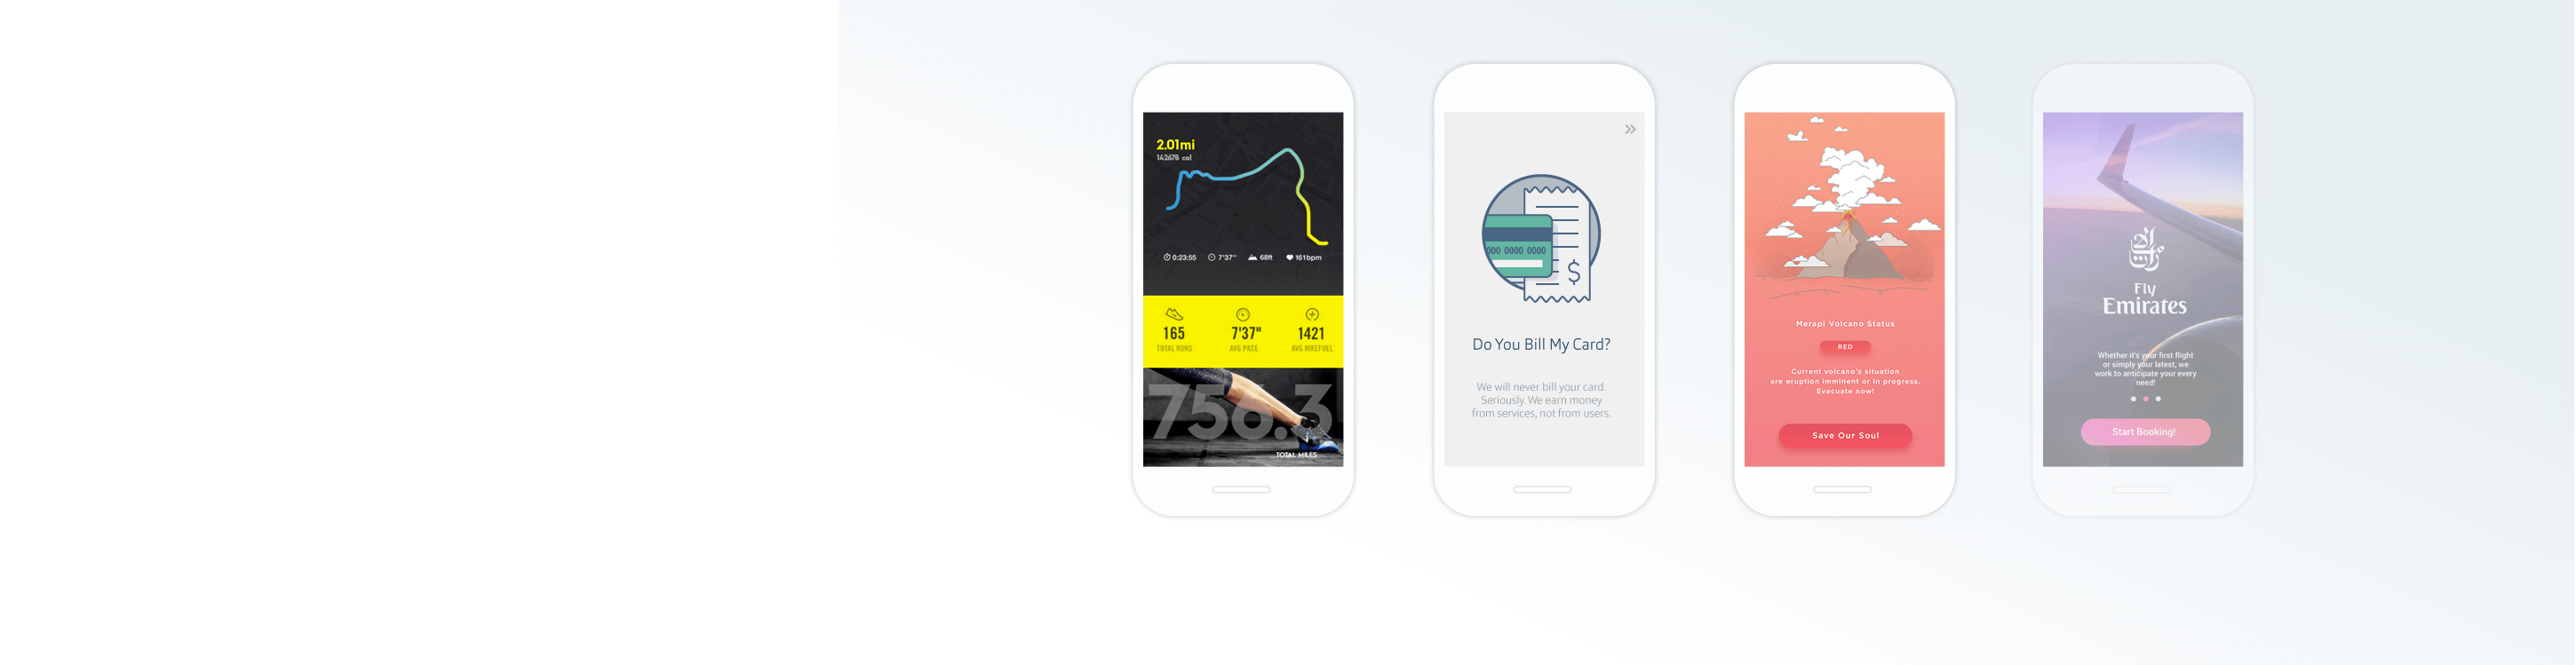 2.01mi
142678 cal
0:23:55 7'37" 68ft 161bpm
165 7'37" 1421
TOTAL RUNS AVG PACE AVG NIKEFUEL
756.3
TOTAL MILES
000 0000 0000
$
Do You Bill My Card?
We will never bill your card.
Seriously. We earn money
from services, not from users.
Merapi Volcano Status
RED
Current volcano's situation
are eruption imminent or in progress.
Evacuate now!
Save Our Soul
Fly
Emirates
Whether it's your first flight
or simply your latest, we
work to anticipate your every
need!
Start Booking!